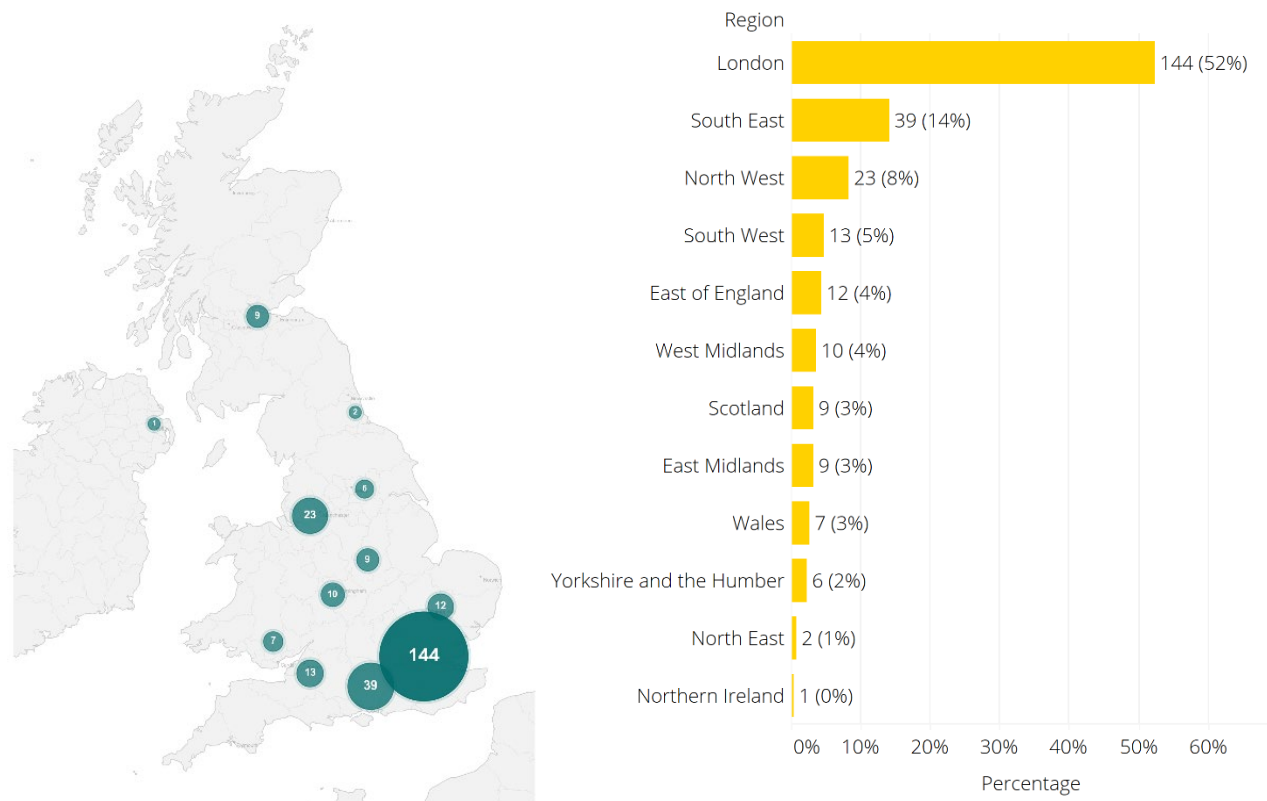 9
2
1
6
23
9
10
12
7
144
13
39
Region
London 144 (52%)
South East 39 (14%)
North West 23 (8%)
South West 13 (5%)
East of England 12 (4%)
West Midlands 10 (4%)
Scotland 9 (3%)
East Midlands 9 (3%)
Wales 7 (3%)
Yorkshire and the Humber 6 (2%)
North East 2 (1%)
Northern Ireland 1 (0%)
0% 10% 20% 30% 40% 50% 60%
Percentage